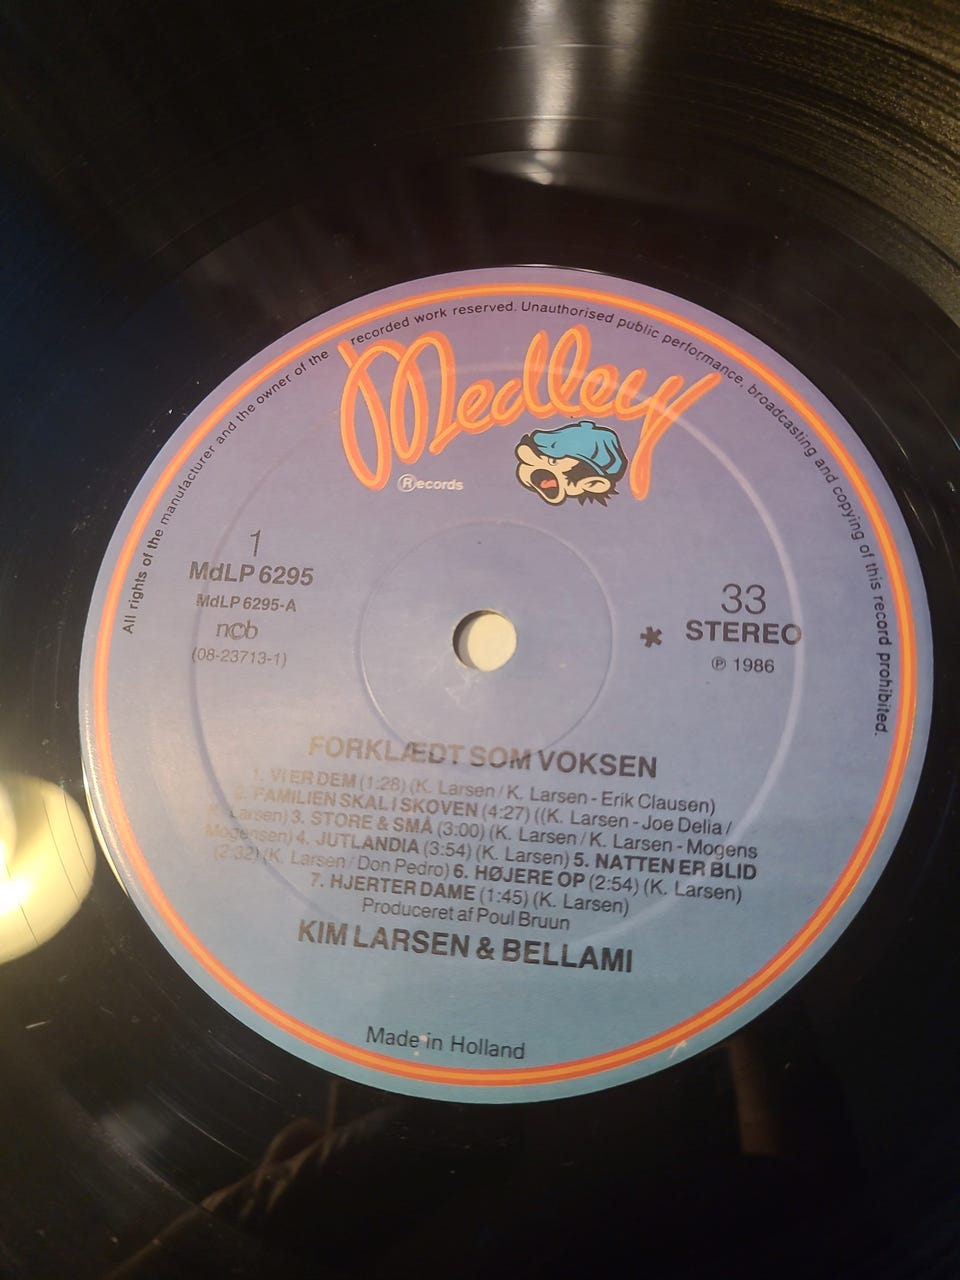 All rights of the manufacturer and the owner of the recorded work reserved. Unauthorised public performance, broadcasting and copying of this record prohibited.
Medley
Records
1
MdLP 6295
MdLP 6295-A
ncb
(08-23713-1)
33
* STEREO
℗ 1986
FORKLÆDT SOM VOKSEN
1. VI ER DEM (1:28) (K. Larsen / K. Larsen - Erik Clausen)
2. FAMILIEN SKAL I SKOVEN (4:27) ((K. Larsen - Joe Delia /
K. Larsen) 3. STORE & SMÅ (3:00) (K. Larsen / K. Larsen - Mogens
Mogensen) 4. JUTLANDIA (3:54) (K. Larsen) 5. NATTEN ER BLID
(2:32) (K. Larsen / Don Pedro) 6. HØJERE OP (2:54) (K. Larsen)
7. HJERTER DAME (1:45) (K. Larsen)
Produceret af Poul Bruun
KIM LARSEN & BELLAMI
Made in Holland